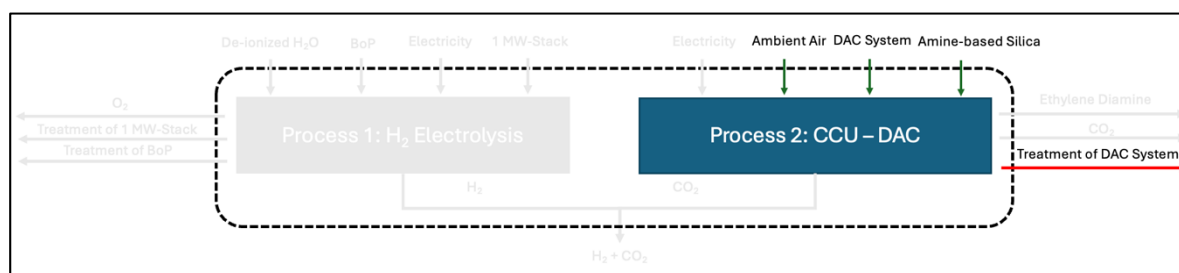 De-ionized H₂O BoP Electricity 1 MW-Stack Electricity Ambient Air DAC System Amine-based Silica
O₂
Treatment of 1 MW-Stack
Treatment of BoP
Process 1: H₂ Electrolysis
Process 2: CCU – DAC
Ethylene Diamine
CO₂
Treatment of DAC System
H₂ CO₂
H₂ + CO₂